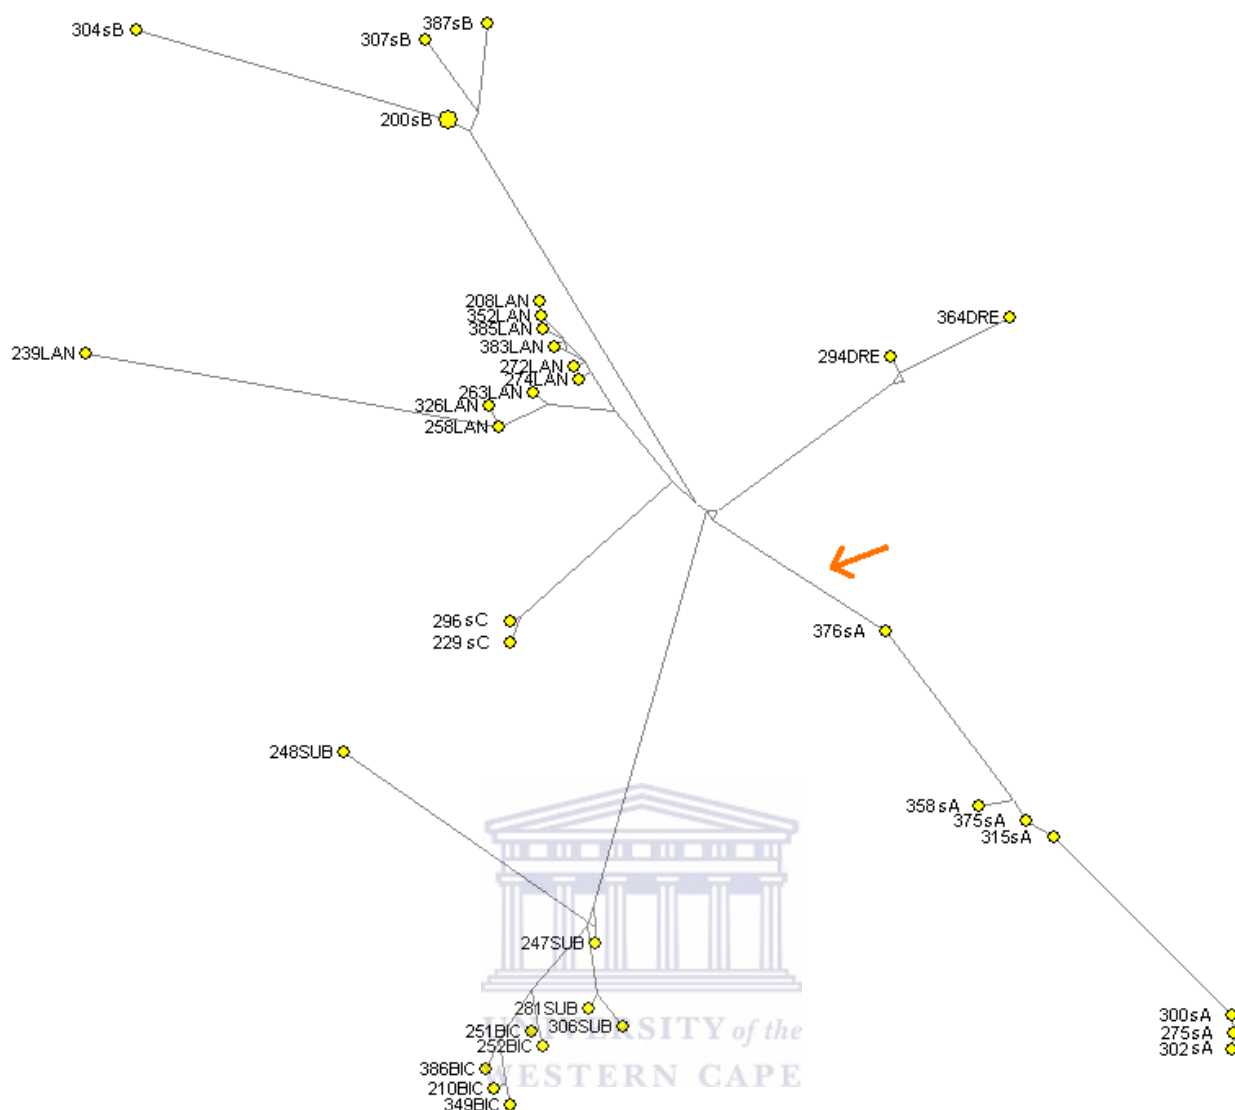 387sB
304sB
307sB
200sB
208LAN
352LAN
364DRE
385LAN
383LAN
239LAN
294DRE
272LAN
274LAN
263LAN
326LAN
258LAN
296 sC
376sA
229 sC
248SUB
358sA
375sA
315sA
247SUB
281SUB
300sA
306SUB
UNIVERSITY of the
251BIC
275sA
252BIC
302 sA
386BIC
WESTERN CAPE
210BIC
349BIC